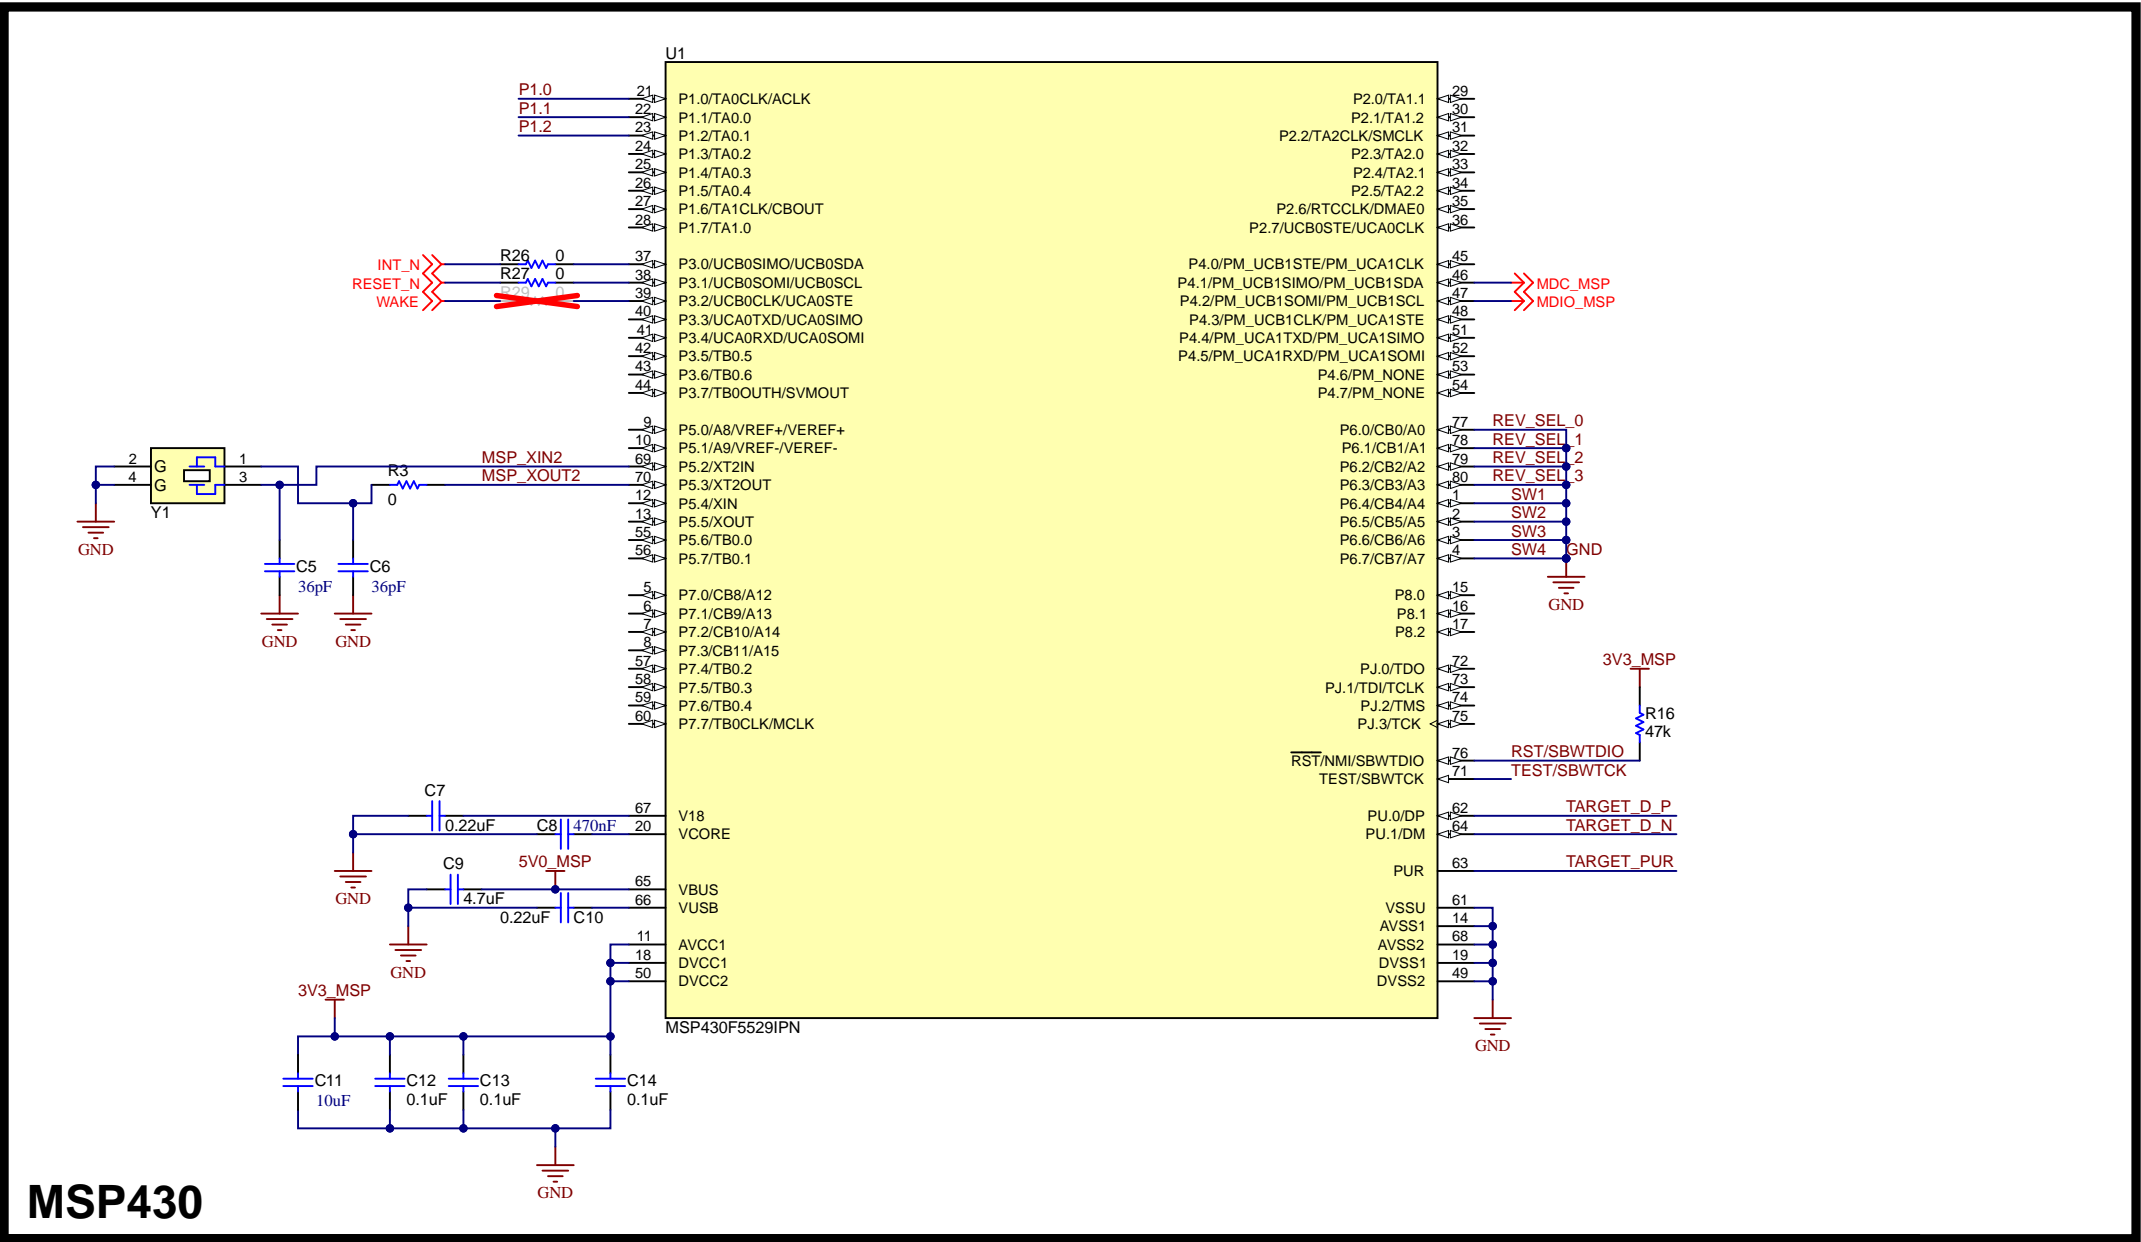 U1
P1.0 21 P1.0/TA0CLK/ACLK P2.0/TA1.1 29
P1.1 22 P1.1/TA0.0 P2.1/TA1.2 30
P1.2 23 P1.2/TA0.1 P2.2/TA2CLK/SMCLK 31
24 P1.3/TA0.2 P2.3/TA2.0 32
25 P1.4/TA0.3 P2.4/TA2.1 33
26 P1.5/TA0.4 P2.5/TA2.2 34
27 P1.6/TA1CLK/CBOUT P2.6/RTCCLK/DMAE0 35
28 P1.7/TA1.0 P2.7/UCB0STE/UCA0CLK 36
INT_N R26 0 37 P3.0/UCB0SIMO/UCB0SDA P4.0/PM_UCB1STE/PM_UCA1CLK 45
RESET_N R27 0 38 P3.1/UCB0SOMI/UCB0SCL P4.1/PM_UCB1SIMO/PM_UCB1SDA 46 MDC_MSP
WAKE R29 0 39 P3.2/UCB0CLK/UCA0STE P4.2/PM_UCB1SOMI/PM_UCB1SCL 47 MDIO_MSP
40 P3.3/UCA0TXD/UCA0SIMO P4.3/PM_UCB1CLK/PM_UCA1STE 48
41 P3.4/UCA0RXD/UCA0SOMI P4.4/PM_UCA1TXD/PM_UCA1SIMO 51
42 P3.5/TB0.5 P4.5/PM_UCA1RXD/PM_UCA1SOMI 52
43 P3.6/TB0.6 P4.6/PM_NONE 53
44 P3.7/TB0OUTH/SVMOUT P4.7/PM_NONE 54
9 P5.0/A8/VREF+/VEREF+ P6.0/CB0/A0 77 REV_SEL_0
10 P5.1/A9/VREF-/VEREF- P6.1/CB1/A1 78 REV_SEL_1
2 G 1 MSP_XIN2 69 P5.2/XT2IN P6.2/CB2/A2 79 REV_SEL_2
4 G 3 R3 MSP_XOUT2 70 P5.3/XT2OUT P6.3/CB3/A3 80 REV_SEL_3
0 12 P5.4/XIN P6.4/CB4/A4 1 SW1
Y1 13 P5.5/XOUT P6.5/CB5/A5 2 SW2
55 P5.6/TB0.0 P6.6/CB6/A6 3 SW3
GND 56 P5.7/TB0.1 P6.7/CB7/A7 4 SW4 GND
C5 C6
36pF 36pF
5 P7.0/CB8/A12 P8.0 15 GND
6 P7.1/CB9/A13 P8.1 16
7 P7.2/CB10/A14 P8.2 17
GND GND
8 P7.3/CB11/A15
57 P7.4/TB0.2 PJ.0/TDO 72 3V3_MSP
58 P7.5/TB0.3 PJ.1/TDI/TCLK 73
59 P7.6/TB0.4 PJ.2/TMS 74
60 P7.7/TB0CLK/MCLK PJ.3/TCK 75 R16
47k
RST/NMI/SBWTDIO 76 RST/SBWTDIO
TEST/SBWTCK 71 TEST/SBWTCK
C7
0.22uF 67 V18 PU.0/DP 62 TARGET_D_P
C8 470nF 20 VCORE PU.1/DM 64 TARGET_D_N
C9 5V0_MSP PUR 63 TARGET_PUR
GND 4.7uF 65 VBUS
0.22uF C10 66 VUSB VSSU 61
AVSS1 14
11 AVCC1 AVSS2 68
18 DVCC1 DVSS1 19
GND 50 DVCC2 DVSS2 49
3V3_MSP
MSP430F5529IPN
GND
C11 C12 C13 C14
10uF 0.1uF 0.1uF 0.1uF
GND
MSP430